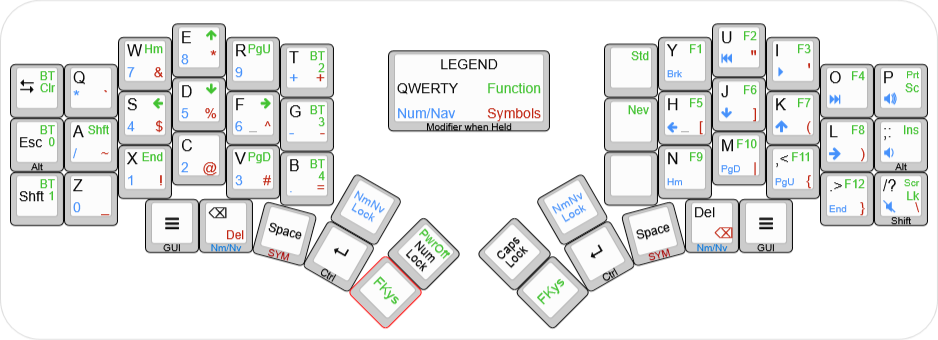 LEGEND
QWERTY Function
Num/Nav Symbols
Modifier when Held
BT
Clr
Q
* `
W Hm
7 &
E
8 *
R PgU
9
T BT
2
+ +
BT
Esc 0
Alt
A Shft
/ ~
S
4 $
D
5 %
F
6 _ ^
G BT
3
- -
BT
Shft 1
Z
0 _
X End
1 !
C
2 @
V PgD
3 #
B BT
4
. =
GUI
Del
Nm/Nv
Space
SYM
Ctrl
NmNv
Lock
PwrOff
Num
Lock
FKys
Std
Y F1
Brk
U F2
"
I F3
'
O F4
P Prt
Sc
Nev
H F5
_ [
J F6
]
K F7
(
L F8
)
;: Ins
Alt
N F9
Hm
M F10
PgD |
,< F11
PgU {
.> F12
End }
/? Scr
Lk
\
Shift
Caps
Lock
FKys
NmNv
Lock
Ctrl
Space
SYM
Del
Nm/Nv
GUI